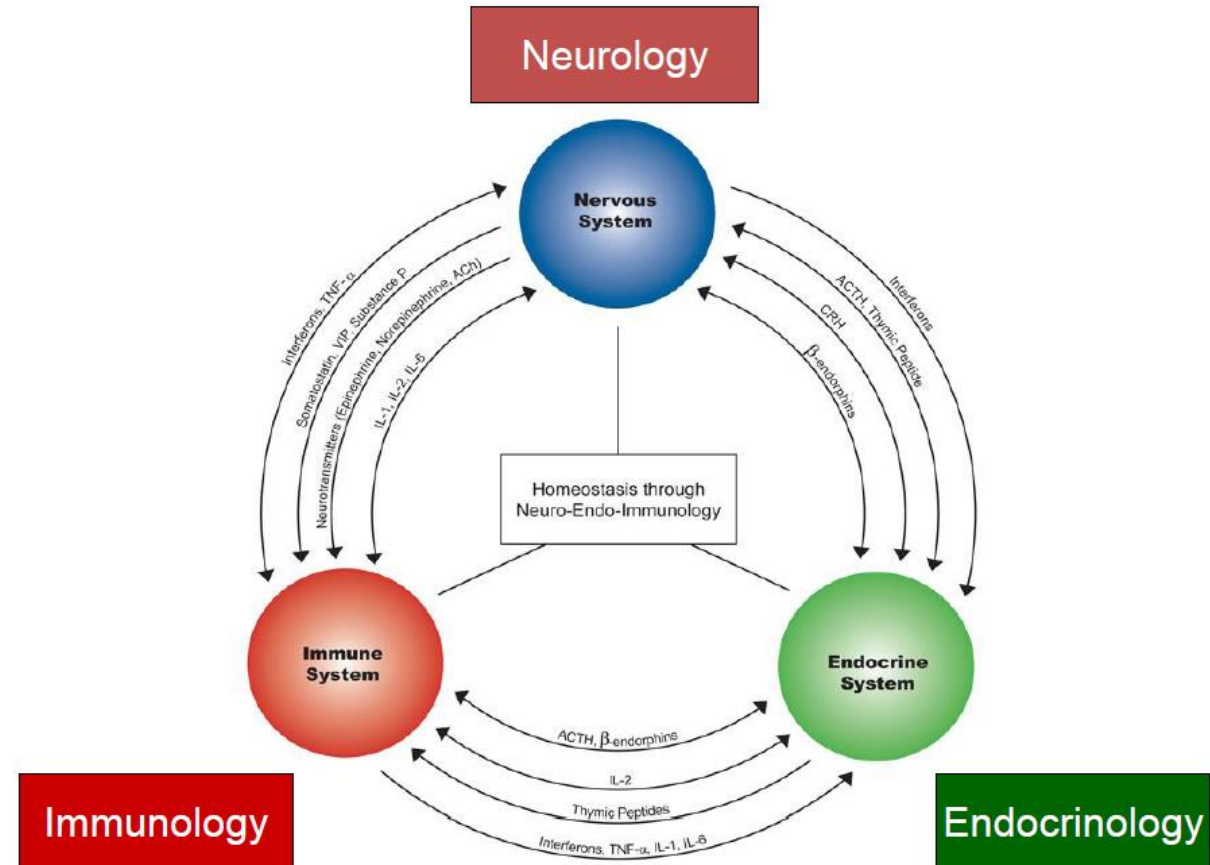 Neurology
Nervous
System
Interferons, TNF-α
Somatostatin, VIP, Substance P
Neurotransmitters (Epinephrine, Norepinephrine, ACh)
IL-1, IL-2, IL-6
Interferons
ACTH, Thymic Peptide
CRH
β-endorphins
Homeostasis through
Neuro-Endo-Immunology
Immune
System
Endocrine
System
ACTH, β-endorphins
IL-2
Thymic Peptides
Interferons, TNF-α, IL-1, IL-6
Immunology
Endocrinology